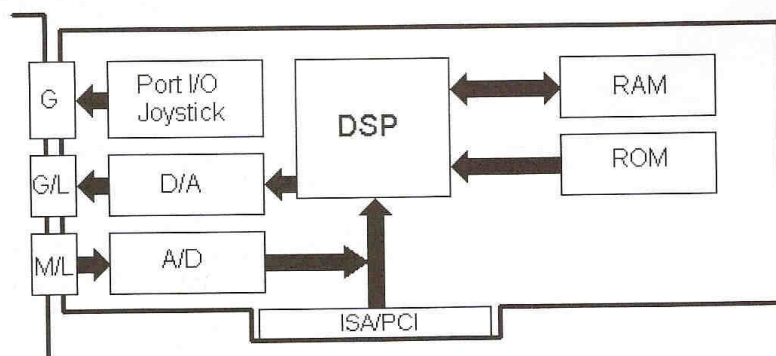 G
Port I/O
Joystick
DSP
RAM
ROM
G/L
D/A
M/L
A/D
ISA/PCI